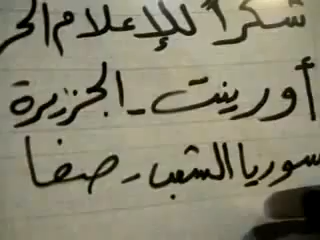 شكراً للإعلام الحر
أورينت - الجزيرة
سوريا الشعب - صفا